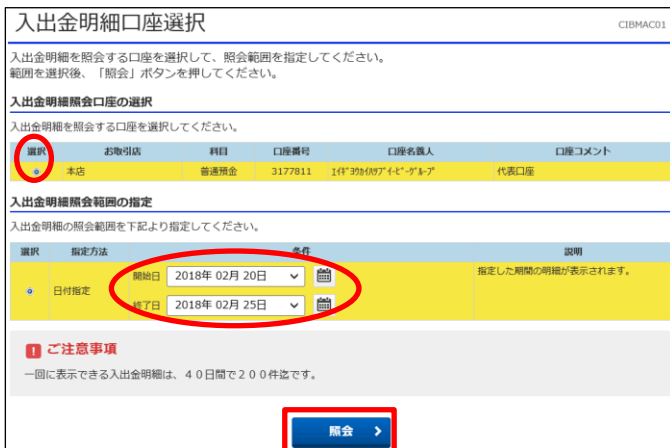 入出金明細口座選択
CIBMAC01
入出金明細を照会する口座を選択して、照会範囲を指定してください。
範囲を選択後、「照会」ボタンを押してください。
入出金明細照会口座の選択
入出金明細を照会する口座を選択してください。
選択 お取引店 科目 口座番号 口座名義人 口座コメント
本店 普通預金 3177811 代表口座
入出金明細照会範囲の指定
入出金明細の照会範囲を下記より指定してください。
選択 指定方法 条件 説明
開始日 2018年 02月 20日 指定した期間の明細が表示されます。
日付指定
終了日 2018年 02月 25日
ご注意事項
一回に表示できる入出金明細は、４０日間で２００件迄です。
照会